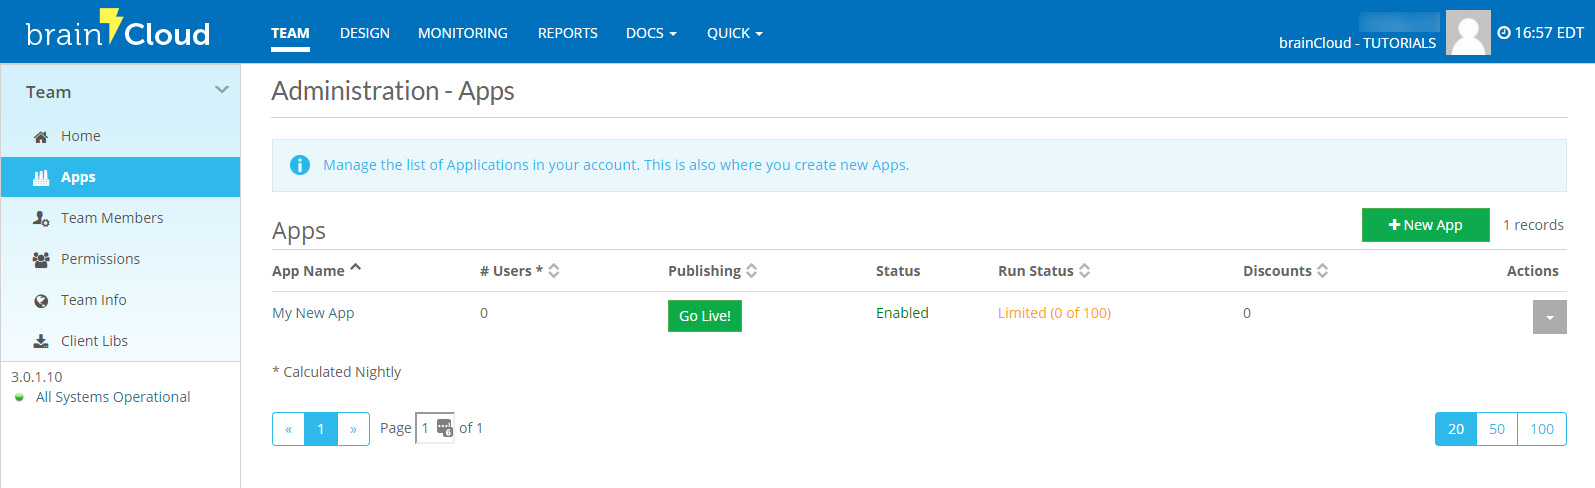 brainCloud
TEAM DESIGN MONITORING REPORTS DOCS QUICK
brainCloud - TUTORIALS
16:57 EDT
Team
Home
Apps
Team Members
Permissions
Team Info
Client Libs
3.0.1.10
All Systems Operational
Administration - Apps
Manage the list of Applications in your account. This is also where you create new Apps.
Apps
New App
1 records
App Name # Users * Publishing Status Run Status Discounts Actions
My New App 0 Go Live! Enabled Limited (0 of 100) 0
* Calculated Nightly
« 1 » Page 1 of 1
20 50 100